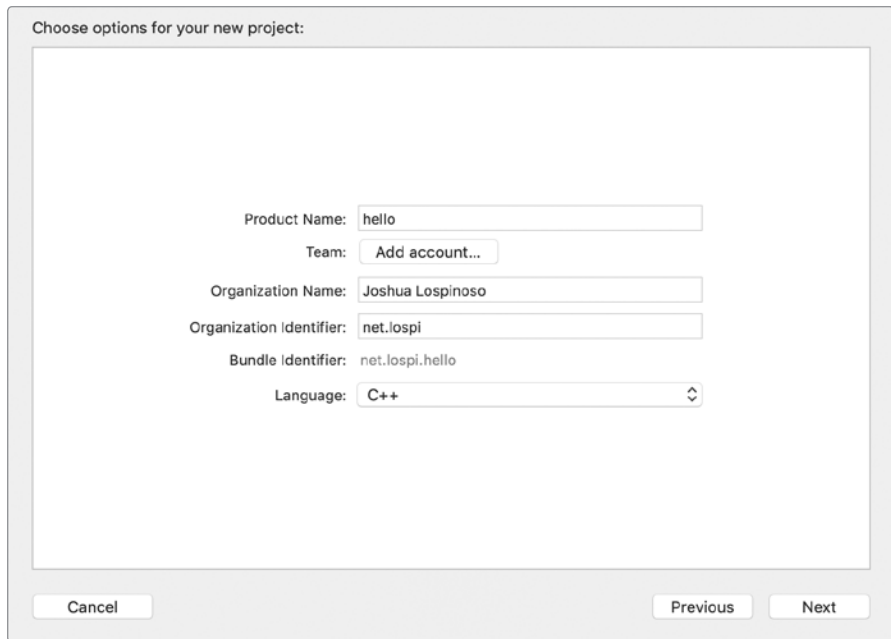 Choose options for your new project:
Product Name: hello
Team: Add account...
Organization Name: Joshua Lospinoso
Organization Identifier: net.lospi
Bundle Identifier: net.lospi.hello
Language: C++
Cancel Previous Next